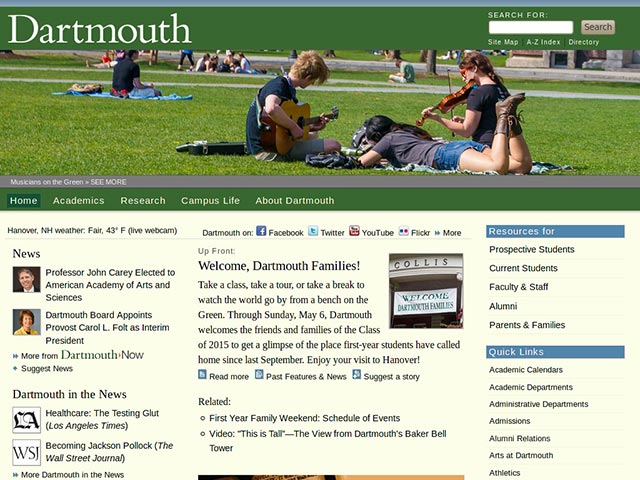 Dartmouth
SEARCH FOR:
Search
Site Map | A-Z Index | Directory
Musicians on the Green » SEE MORE
Home Academics Research Campus Life About Dartmouth
Hanover, NH weather: Fair, 43° F (live webcam)
Dartmouth on: Facebook Twitter YouTube Flickr More
News
Professor John Carey Elected to
American Academy of Arts and
Sciences
Dartmouth Board Appoints
Provost Carol L. Folt as Interim
President
More from Dartmouth›Now
Suggest News
Dartmouth in the News
LA
Healthcare: The Testing Glut
(Los Angeles Times)
WSJ
Becoming Jackson Pollock (The
Wall Street Journal)
More Dartmouth in the News
Up Front:
Welcome, Dartmouth Families!
Take a class, take a tour, or take a break to
watch the world go by from a bench on the
Green. Through Sunday, May 6, Dartmouth
welcomes the friends and families of the Class
of 2015 to get a glimpse of the place first-year students have called
home since last September. Enjoy your visit to Hanover!
COLLIS
WELCOME
DARTMOUTH FAMILIES
Read more Past Features & News Suggest a story
Related:
First Year Family Weekend: Schedule of Events
Video: "This is Tall"—The View from Dartmouth's Baker Bell
Tower
Resources for
Prospective Students
Current Students
Faculty & Staff
Alumni
Parents & Families
Quick Links
Academic Calendars
Academic Departments
Administrative Departments
Admissions
Alumni Relations
Arts at Dartmouth
Athletics